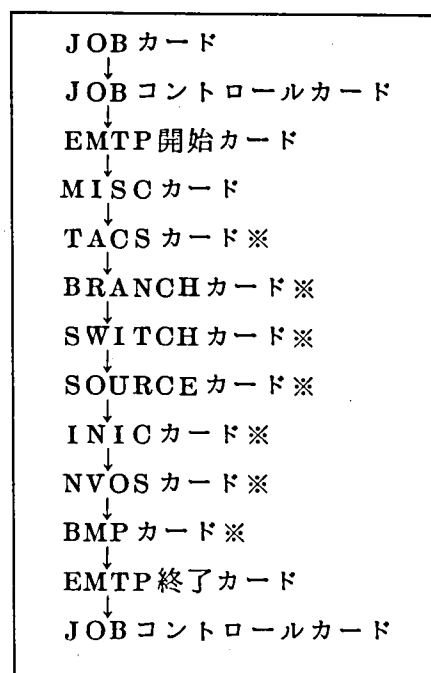 JOBカード
↓
JOBコントロールカード
↓
EMTP開始カード
↓
MISCカード
↓
TACSカード※
↓
BRANCHカード※
↓
SWITCHカード※
↓
SOURCEカード※
↓
INICカード※
↓
NVOSカード※
↓
BMPカード※
↓
EMTP終了カード
↓
JOBコントロールカード